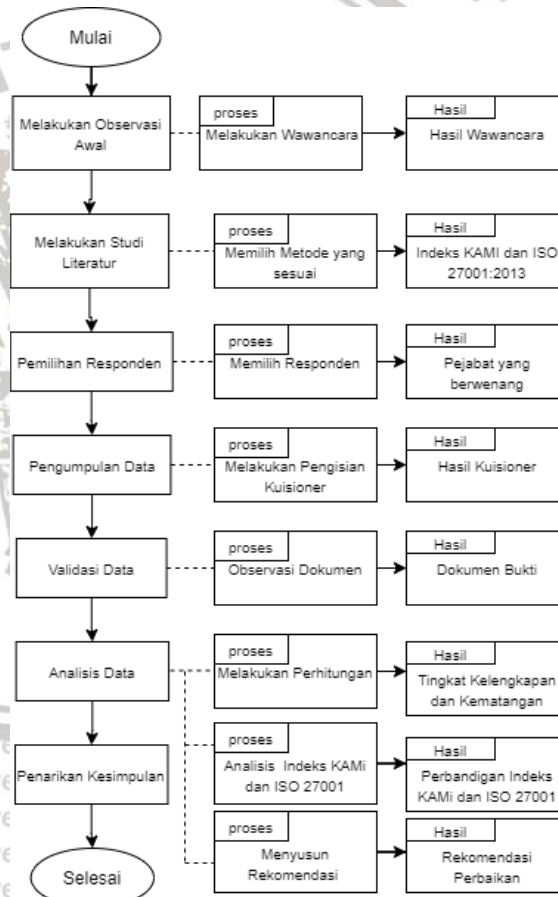 Mulai
Melakukan Observasi
Awal
proses
Melakukan Wawancara
Hasil
Hasil Wawancara
Melakukan Studi
Literatur
proses
Memilih Metode yang
sesuai
Hasil
Indeks KAMI dan ISO
27001:2013
Pemilihan Responden
proses
Memilih Responden
Hasil
Pejabat yang
berwenang
Pengumpulan Data
proses
Melakukan Pengisian
Kuisioner
Hasil
Hasil Kuisioner
Validasi Data
proses
Observasi Dokumen
Hasil
Dokumen Bukti
Analisis Data
proses
Melakukan Perhitungan
Hasil
Tingkat Kelengkapan
dan Kematangan
proses
Analisis Indeks KAMi
dan ISO 27001
Hasil
Perbandigan Indeks
KAMi dan ISO 27001
proses
Menyusun
Rekomendasi
Hasil
Rekomendasi
Perbaikan
Penarikan Kesimpulan
Selesai